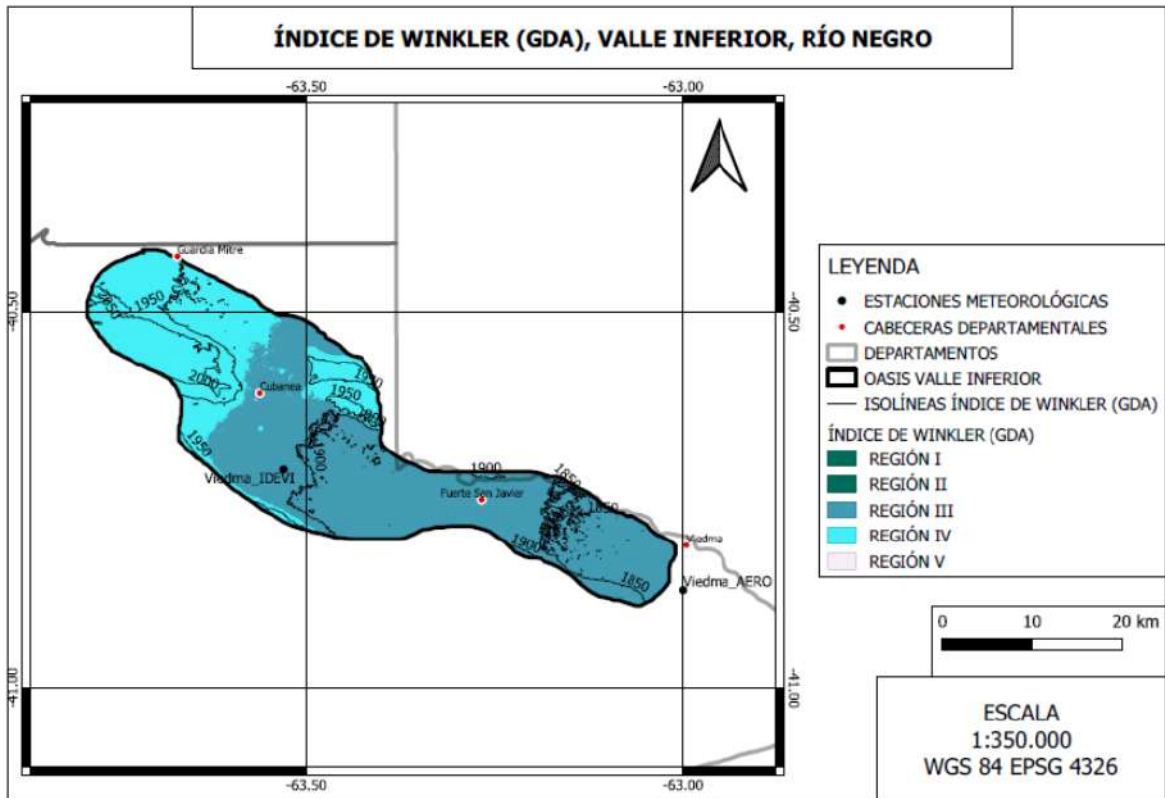 ÍNDICE DE WINKLER (GDA), VALLE INFERIOR, RÍO NEGRO
-63.50
-63.00
Guardia Mitre
1950
-40.50
-40.50
2000
Cubanea
1950
1950
1900
Viedma_IDEVI
1900
1850
Fuerte San Javier
1850
1900
Viedma
1850
Viedma_AERO
-41.00
-41.00
-63.50
-63.00
LEYENDA
ESTACIONES METEOROLÓGICAS
CABECERAS DEPARTAMENTALES
DEPARTAMENTOS
OASIS VALLE INFERIOR
ISOLÍNEAS ÍNDICE DE WINKLER (GDA)
ÍNDICE DE WINKLER (GDA)
REGIÓN I
REGIÓN II
REGIÓN III
REGIÓN IV
REGIÓN V
0 10 20 km
ESCALA
1:350.000
WGS 84 EPSG 4326